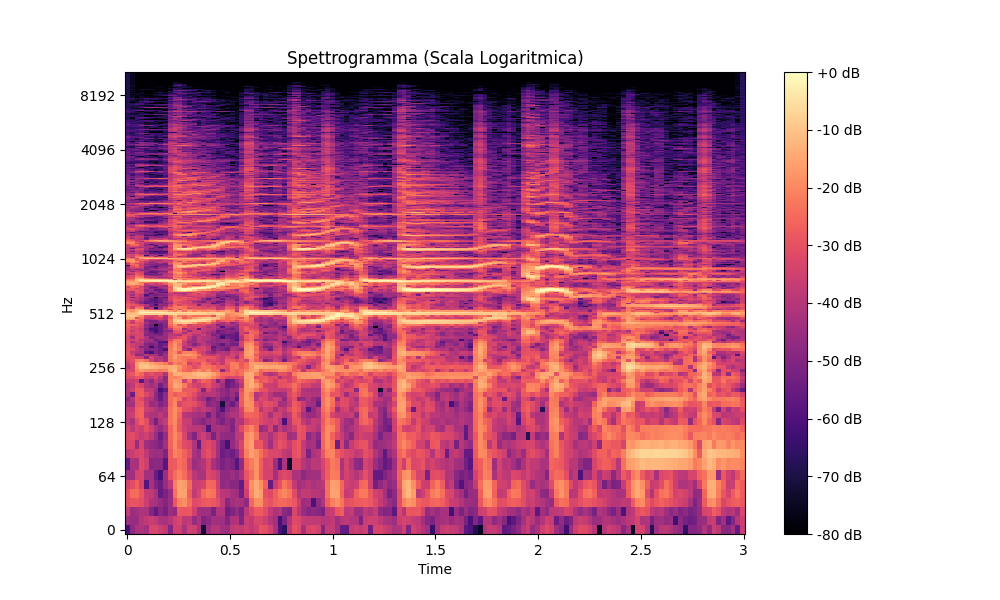 Spettrogramma (Scala Logaritmica)
8192
4096
2048
1024
512
256
128
64
0
Hz
0
0.5
1
1.5
2
2.5
3
Time
+0 dB
-10 dB
-20 dB
-30 dB
-40 dB
-50 dB
-60 dB
-70 dB
-80 dB